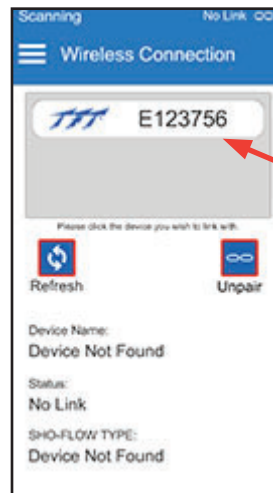 Scanning No Link
Wireless Connection
TFT E123756
Please click the device you wish to link with.
Refresh Unpair
Device Name:
Device Not Found
Status:
No Link
SHO-FLOW TYPE:
Device Not Found